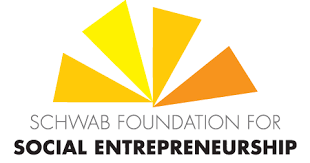 SCHWAB FOUNDATION FOR
SOCIAL ENTREPRENEURSHIP